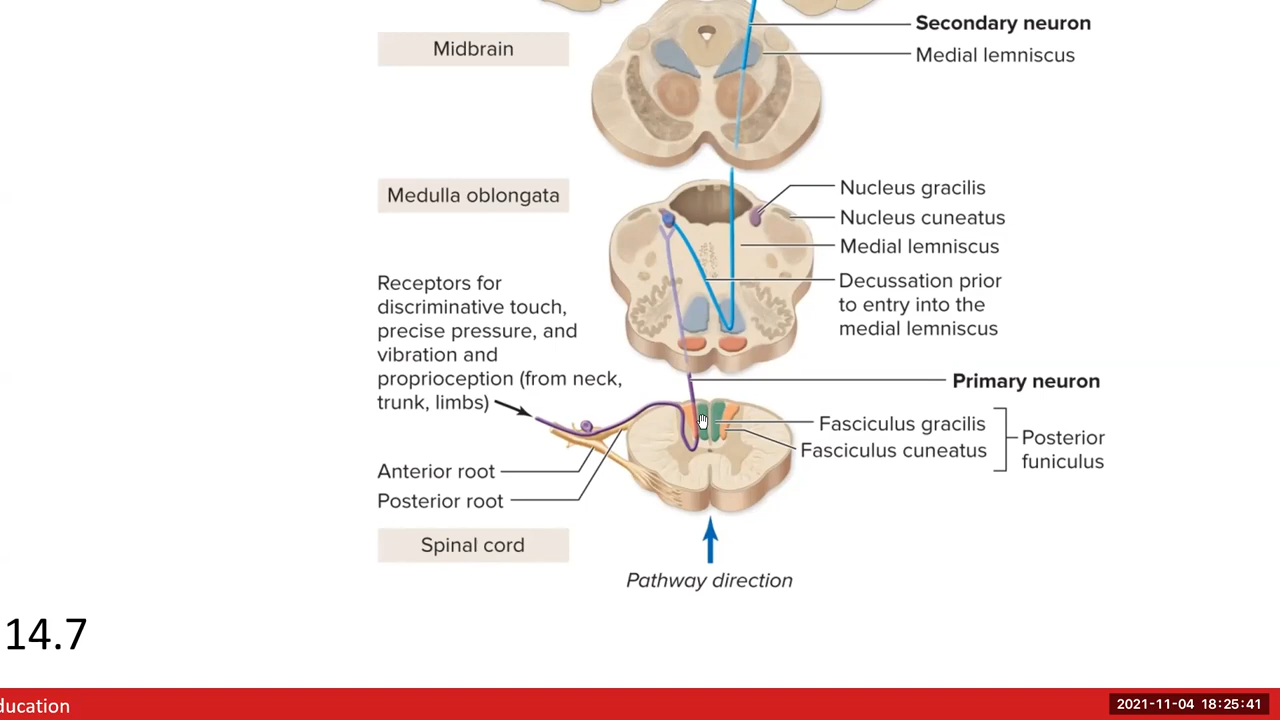 Secondary neuron
Midbrain
Medial lemniscus
Medulla oblongata
Nucleus gracilis
Nucleus cuneatus
Medial lemniscus
Receptors for
discriminative touch,
precise pressure, and
vibration and
proprioception (from neck,
trunk, limbs)
Decussation prior
to entry into the
medial lemniscus
Primary neuron
Fasciculus gracilis
Fasciculus cuneatus
Posterior
funiculus
Anterior root
Posterior root
Spinal cord
Pathway direction
14.7
ducation
2021-11-04 18:25:41